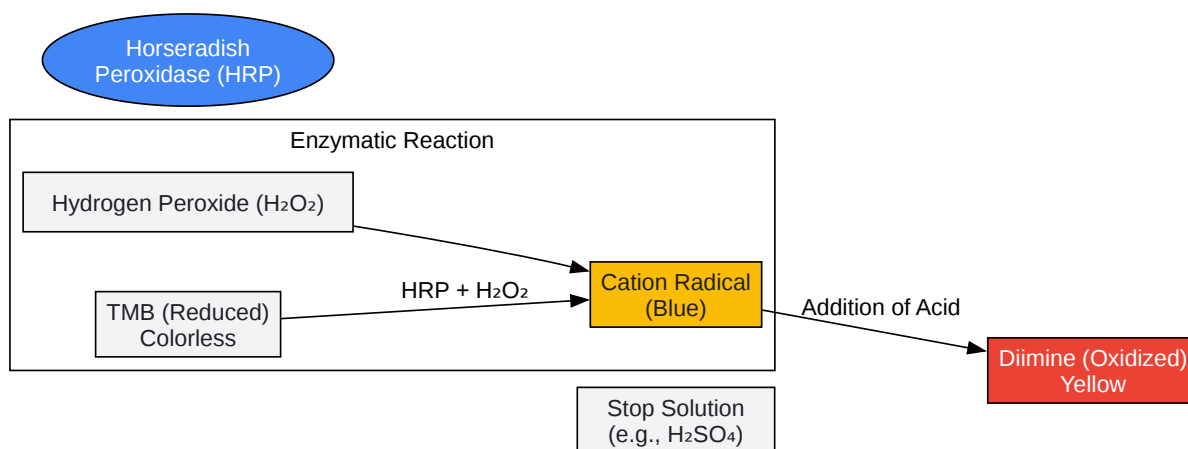 Horseradish
Peroxidase (HRP)
Enzymatic Reaction
Hydrogen Peroxide (H₂O₂)
Cation Radical
(Blue)
HRP + H₂O₂
TMB (Reduced)
Colorless
Addition of Acid
Diimine (Oxidized)
Yellow
Stop Solution
(e.g., H₂SO₄)